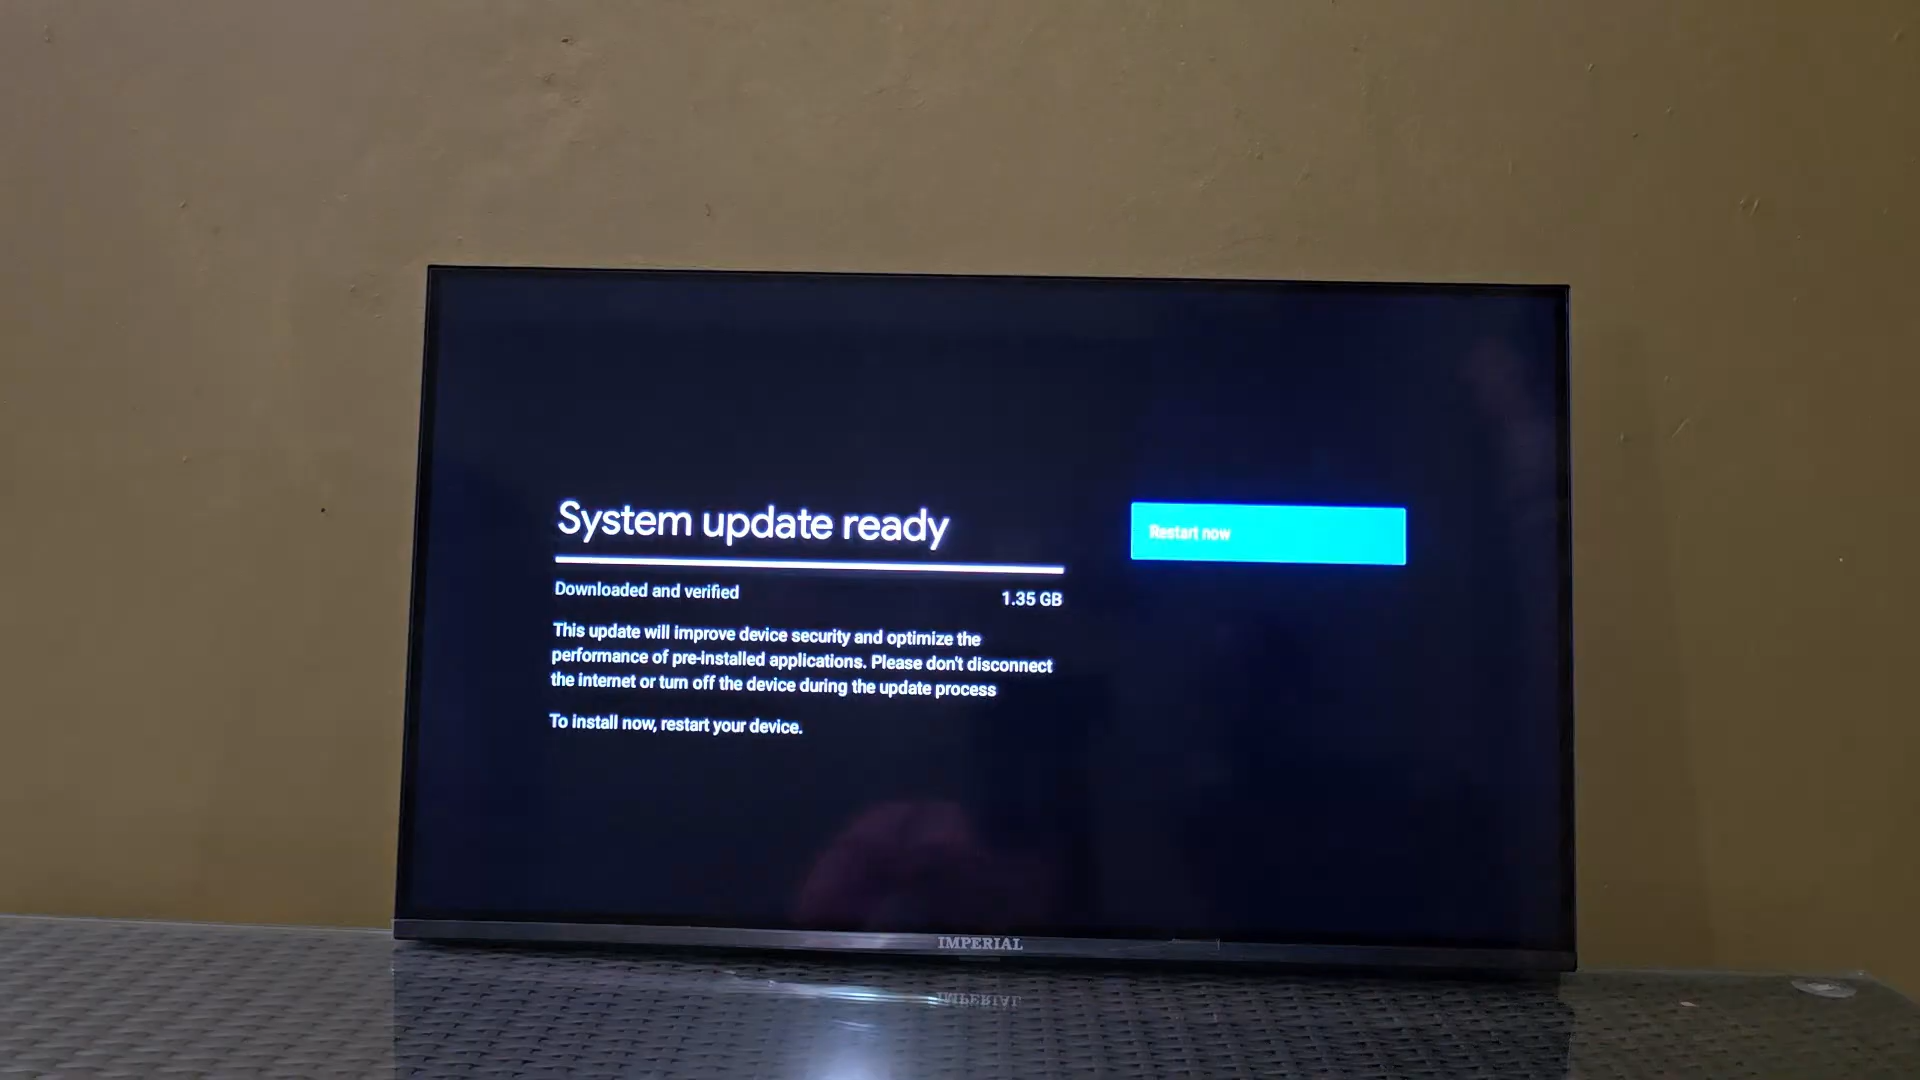 System update ready
Restart now
Downloaded and verified
1.35 GB
This update will improve device security and optimize the
performance of pre-installed applications. Please don't disconnect
the internet or turn off the device during the update process
To install now, restart your device.
IMPERIAL